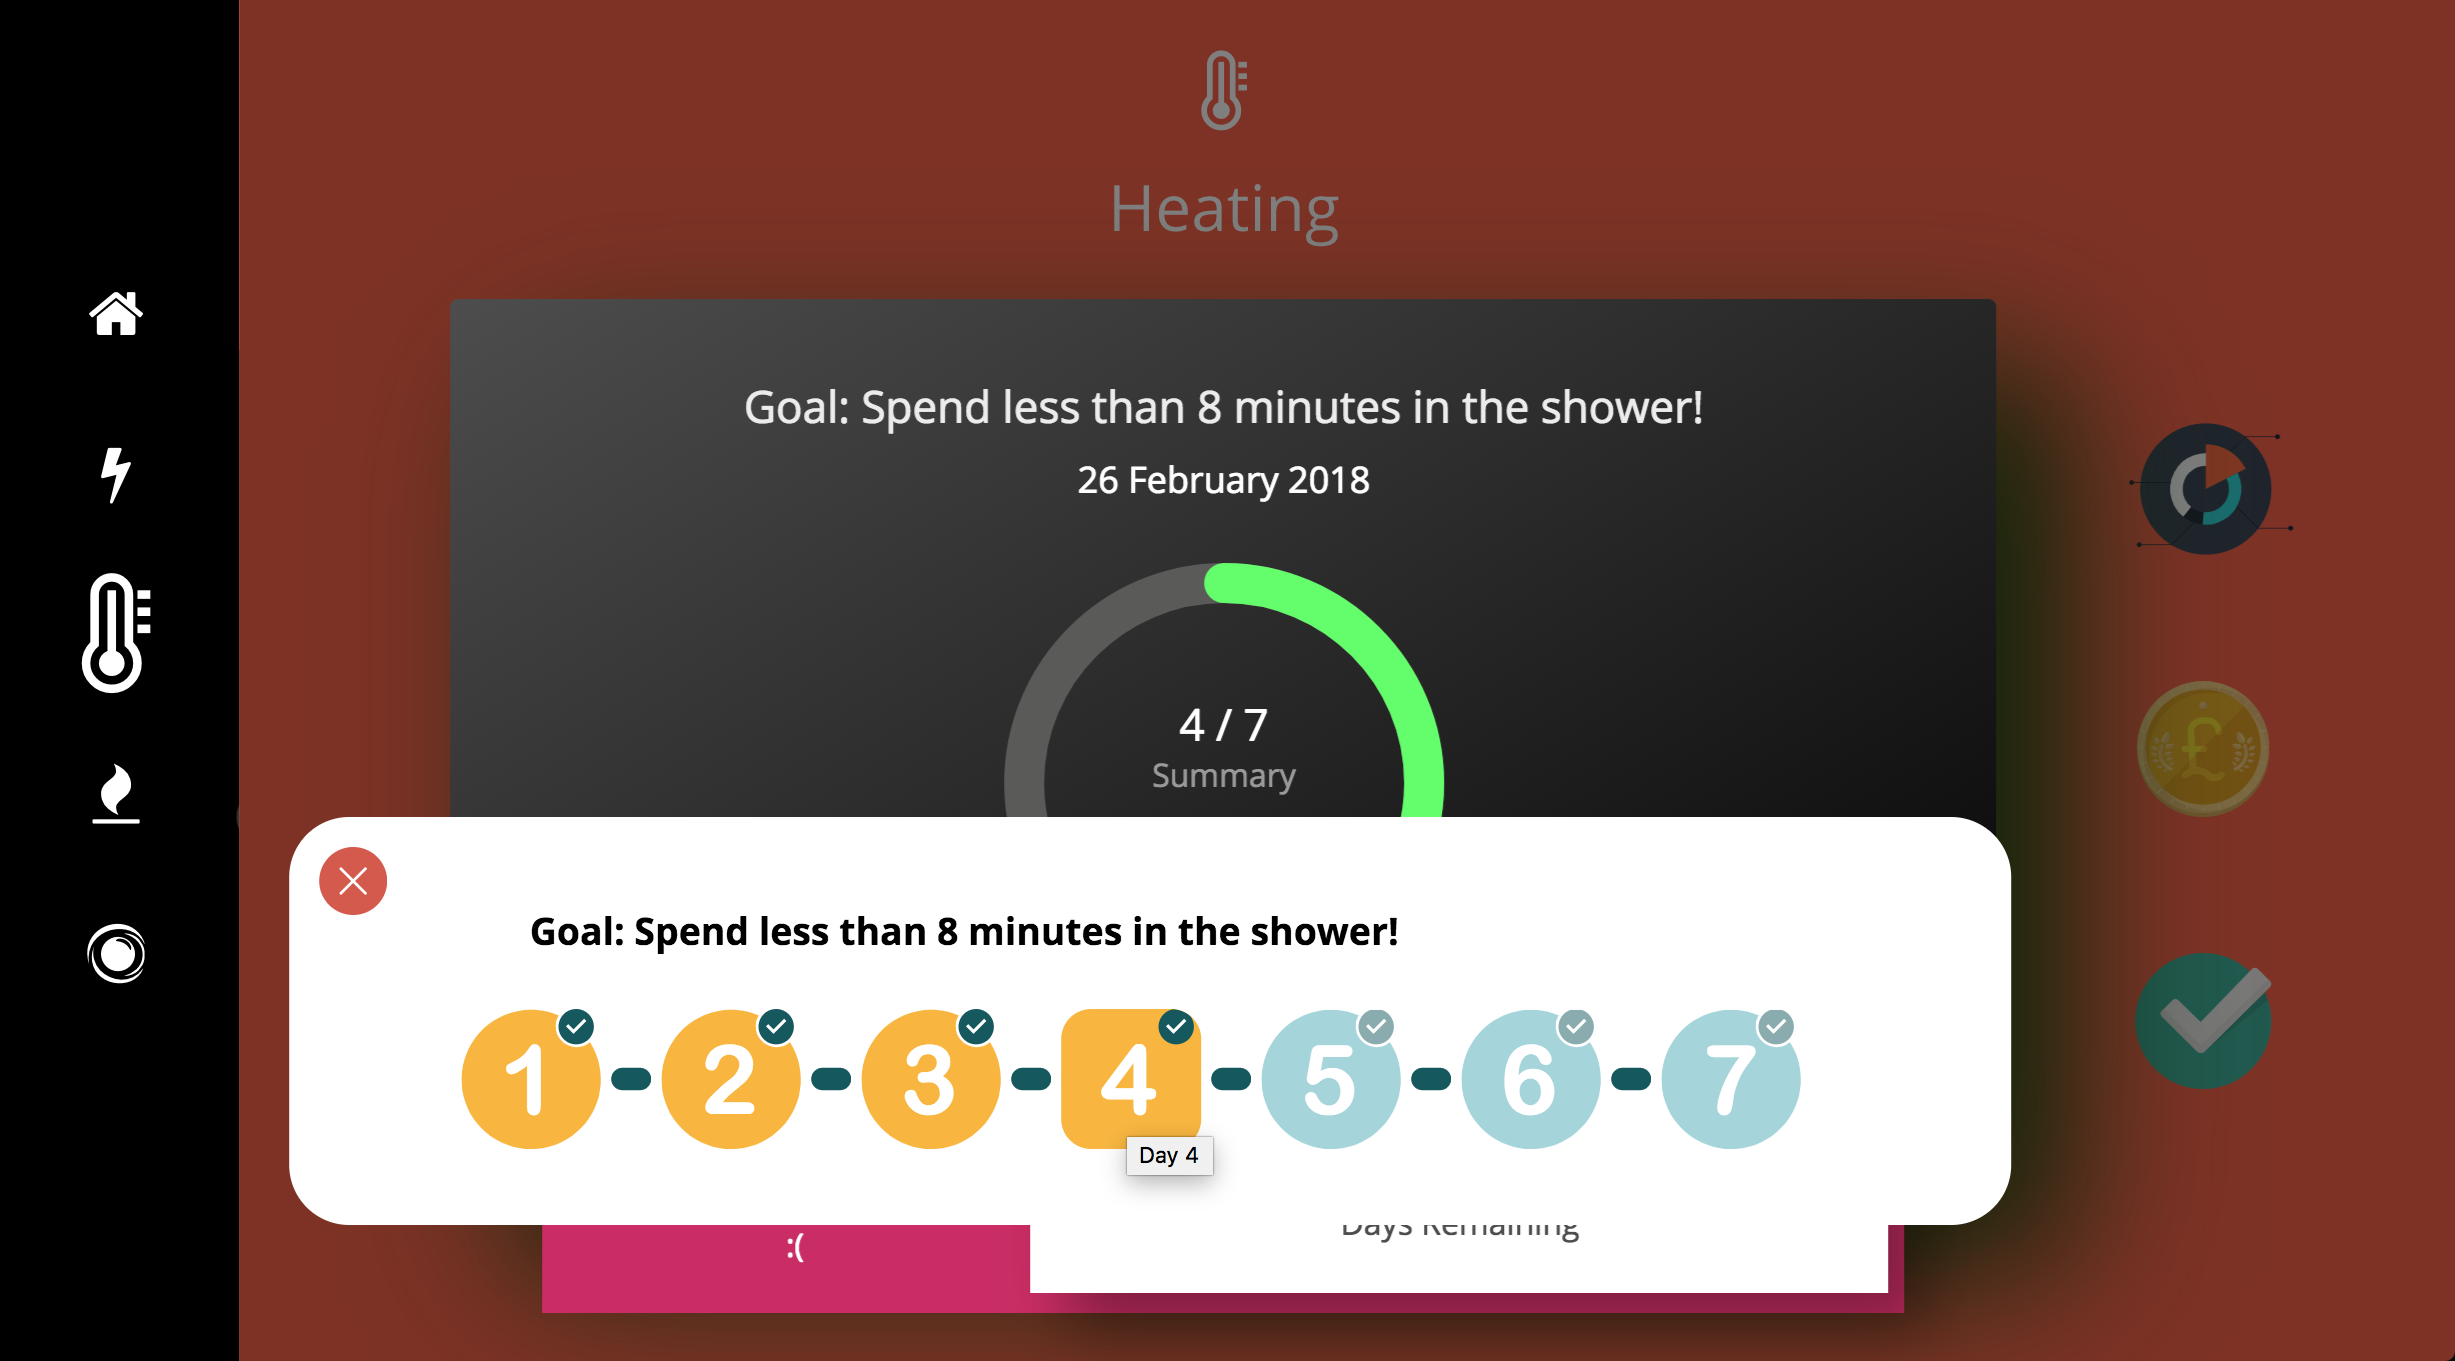 Heating
Goal: Spend less than 8 minutes in the shower!
26 February 2018
4 / 7
Summary
Goal: Spend less than 8 minutes in the shower!
1 2 3 4 5 6 7
Day 4
:( Days Remaining
£